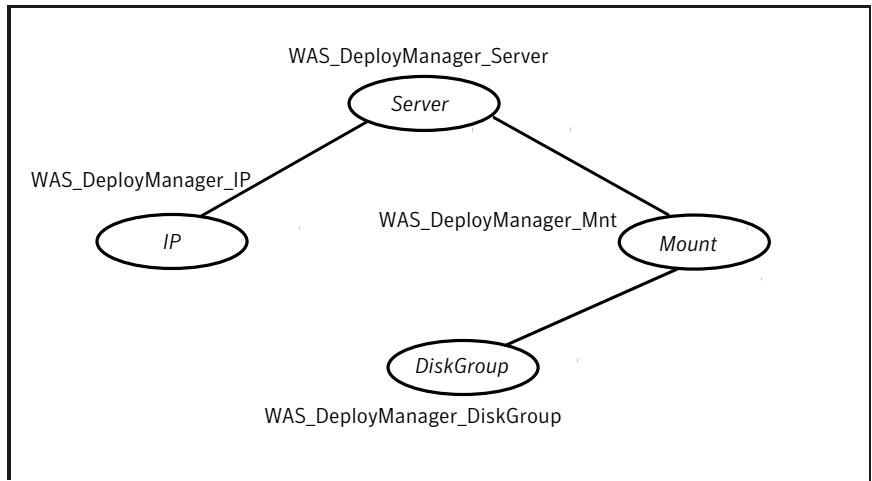 WAS_DeployManager_Server
Server
WAS_DeployManager_IP
IP
WAS_DeployManager_Mnt
Mount
DiskGroup
WAS_DeployManager_DiskGroup